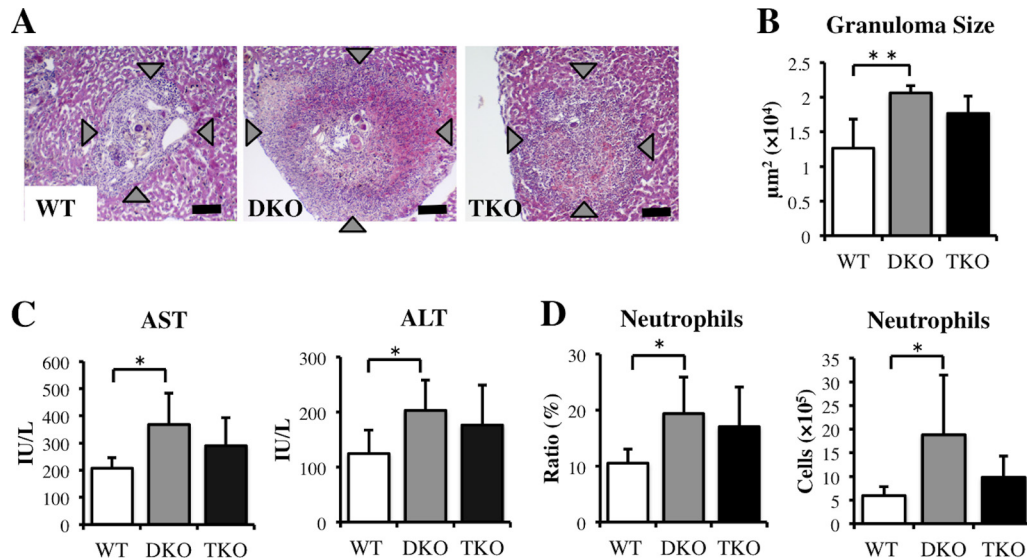 A
WT
DKO
TKO
B
Granuloma Size
* *
µm² (×10⁴)
2.5
2
1.5
1
0.5
0
WT DKO TKO
C
AST
*
IU/L
600
500
400
300
200
100
0
WT DKO TKO
ALT
*
IU/L
300
200
100
0
WT DKO TKO
D
Neutrophils
*
Ratio (%)
30
20
10
0
WT DKO TKO
Neutrophils
*
Cells (×10⁵)
35
30
25
20
15
10
5
0
WT DKO TKO